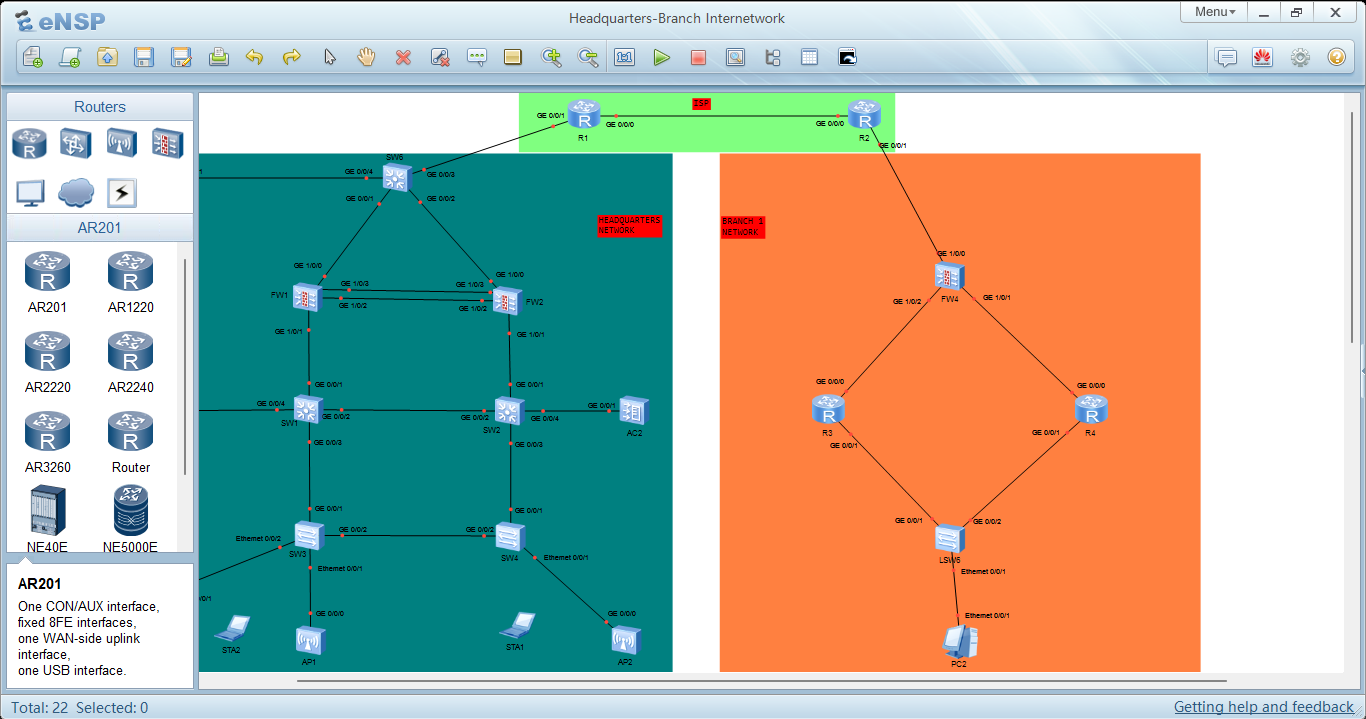 eNSP
Headquarters-Branch Internetwork
Menu
Routers
AR201
AR201
AR1220
AR2220
AR2240
AR3260
Router
NE40E
NE5000E
AR201
One CON/AUX interface,
fixed 8FE interfaces,
one WAN-side uplink
interface,
one USB interface.
ISP
GE 0/0/1
GE 0/0/0
R1
GE 0/0/0
R2
GE 0/0/1
SW6
GE 0/0/4
GE 0/0/3
GE 0/0/1
GE 0/0/2
HEADQUARTERS
NETWORK
BRANCH 1
NETWORK
GE 1/0/0
GE 1/0/3
GE 1/0/3
GE 1/0/0
FW1
GE 1/0/2
GE 1/0/2
FW2
GE 1/0/1
GE 1/0/1
GE 1/0/0
GE 1/0/2
FW4
GE 1/0/1
GE 0/0/1
GE 0/0/1
GE 0/0/4
GE 0/0/2
SW1
GE 0/0/2
SW2
GE 0/0/4
GE 0/0/1
AC2
GE 0/0/3
GE 0/0/3
GE 0/0/0
GE 0/0/0
R3
R4
GE 0/0/1
GE 0/0/1
GE 0/0/1
GE 0/0/1
Ethernet 0/0/2
GE 0/0/2
GE 0/0/2
SW3
SW4
Ethernet 0/0/1
Ethernet 0/0/1
GE 0/0/1
GE 0/0/2
LSW6
Ethernet 0/0/1
0/0/1
GE 0/0/0
GE 0/0/0
Ethernet 0/0/1
STA2
AP1
STA1
AP2
PC2
Total: 22 Selected: 0
Getting help and feedback